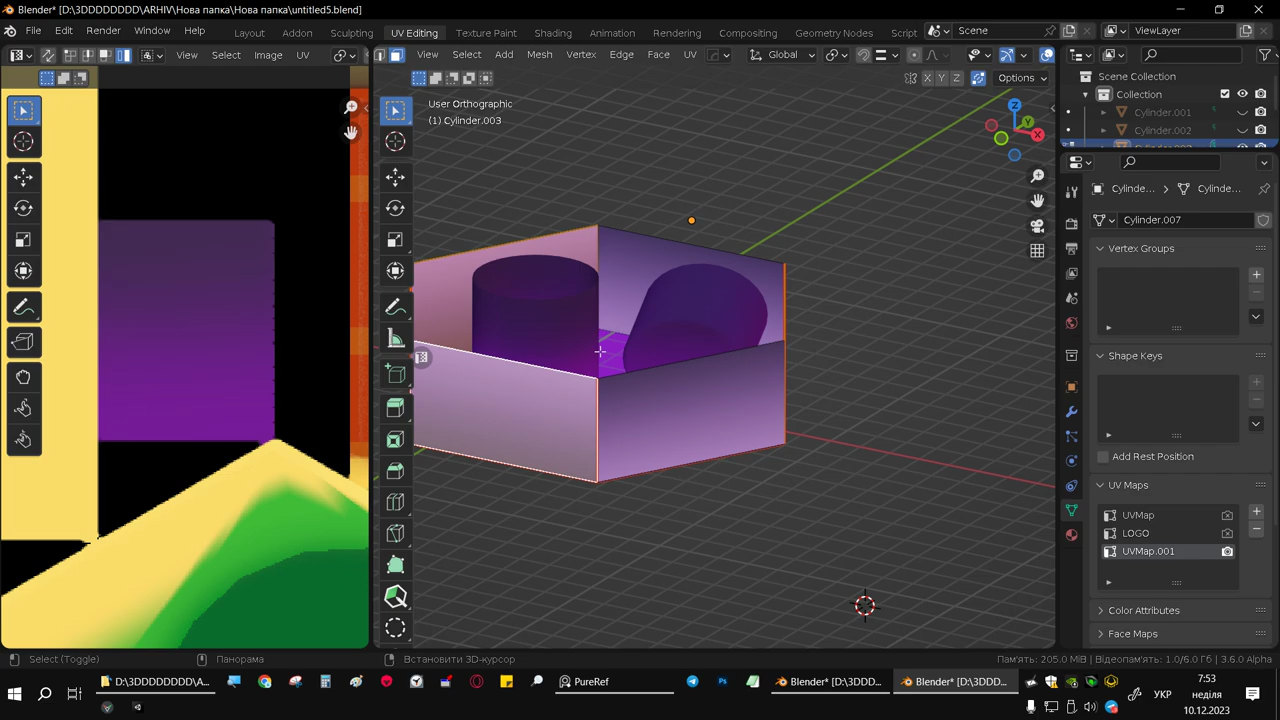 Blender* [D:\3DDDDDDDD\ARHIV\Нова папка\Нова папка\untitled5.blend]
File Edit Render Window Help Layout Addon Sculpting UV Editing Texture Paint Shading Animation Rendering Compositing Geometry Nodes Scene ViewLayer
Select Image UV View Select Add Mesh Vertex Edge Face UV Global
X Y Z Options
User Orthographic
(1) Cylinder.003
Z Y X
Scene Collection
Collection
Cylinder.001
Cylinder.002
Cylinde... Cylinde...
Cylinder.007
Vertex Groups
Shape Keys
Add Rest Position
UV Maps
UVMap
LOGO
UVMap.001
Color Attributes
Face Maps
Select (Toggle) Панорама Встановити 3D-курсор Пам'ять: 205.0 MiB | Відеопам'ять: 1.0/6.0 Gi | 3.6.0 Alpha
D:\3DDDDDDDD\A... PureRef Blender* [D:\3DDD... Blender* [D:\3DDD... УКР 7:53
неділя
10.12.2023